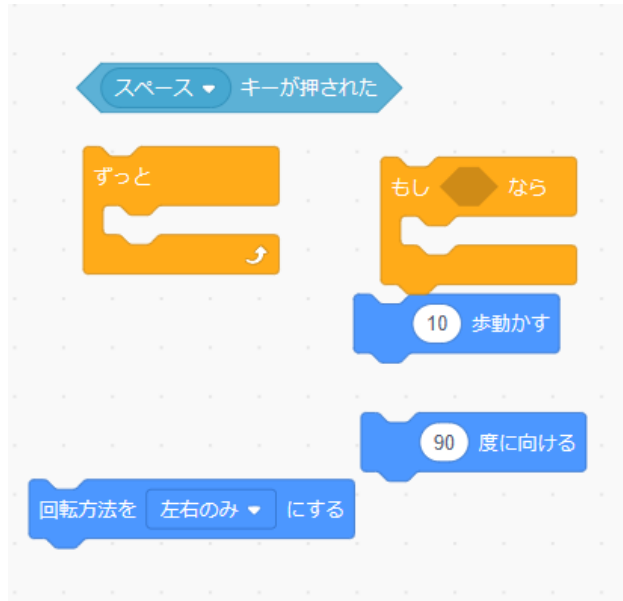 スペース キーが押された
ずっと
もし なら
10 歩動かす
90 度に向ける
回転方法を 左右のみ にする